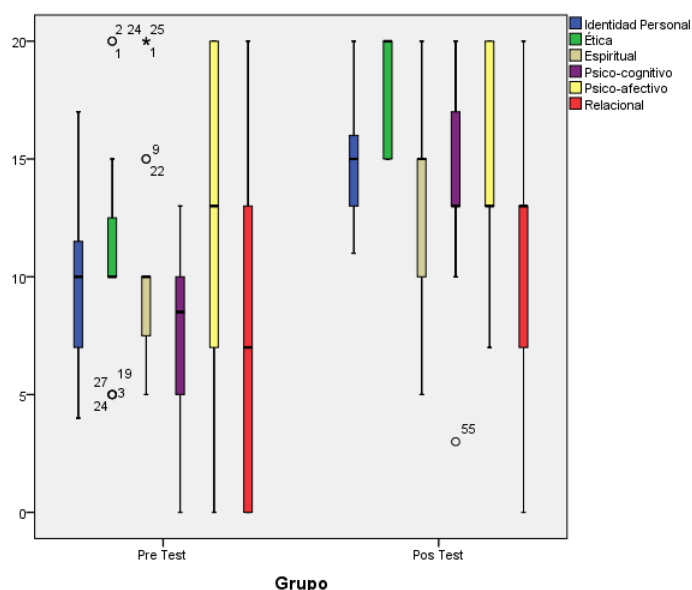 20
15
10
5
0
2 24 25
1 1
9
22
27 19
3
24
55
Pre Test
Pos Test
Grupo
Identidad Personal
Ética
Espiritual
Psico-cognitivo
Psico-afectivo
Relacional